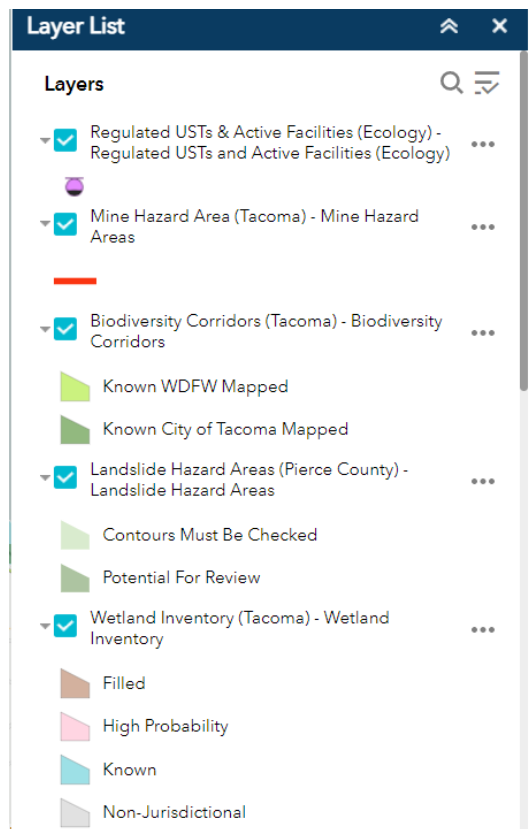 Layer List
Layers
Regulated USTs & Active Facilities (Ecology) -
Regulated USTs and Active Facilities (Ecology)
Mine Hazard Area (Tacoma) - Mine Hazard
Areas
Biodiversity Corridors (Tacoma) - Biodiversity
Corridors
Known WDFW Mapped
Known City of Tacoma Mapped
Landslide Hazard Areas (Pierce County) -
Landslide Hazard Areas
Contours Must Be Checked
Potential For Review
Wetland Inventory (Tacoma) - Wetland
Inventory
Filled
High Probability
Known
Non-Jurisdictional